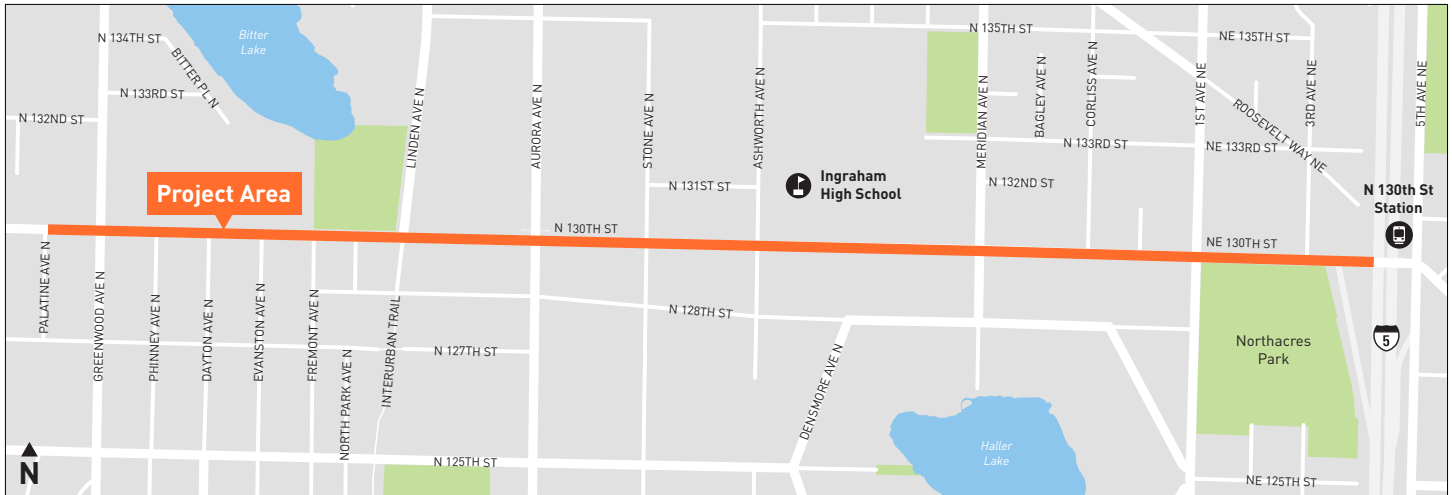 N 134TH ST
Bitter
Lake
N 135TH ST
NE 135TH ST
BITTER PL N
N 133RD ST
N 132ND ST
LINDEN AVE N
AURORA AVE N
STONE AVE N
ASHWORTH AVE N
MERIDIAN AVE N
BAGLEY AVE N
CORLISS AVE N
1ST AVE NE
3RD AVE NE
5TH AVE NE
ROOSEVELT WAY NE
N 133RD ST
NE 133RD ST
Project Area
N 131ST ST
Ingraham
High School
N 132ND ST
N 130th St
Station
N 130TH ST
NE 130TH ST
PALATINE AVE N
GREENWOOD AVE N
PHINNEY AVE N
DAYTON AVE N
EVANSTON AVE N
FREMONT AVE N
NORTH PARK AVE N
INTERURBAN TRAIL
N 128TH ST
N 127TH ST
DENSMORE AVE N
Northacres
Park
5
Haller
Lake
N
N 125TH ST
NE 125TH ST